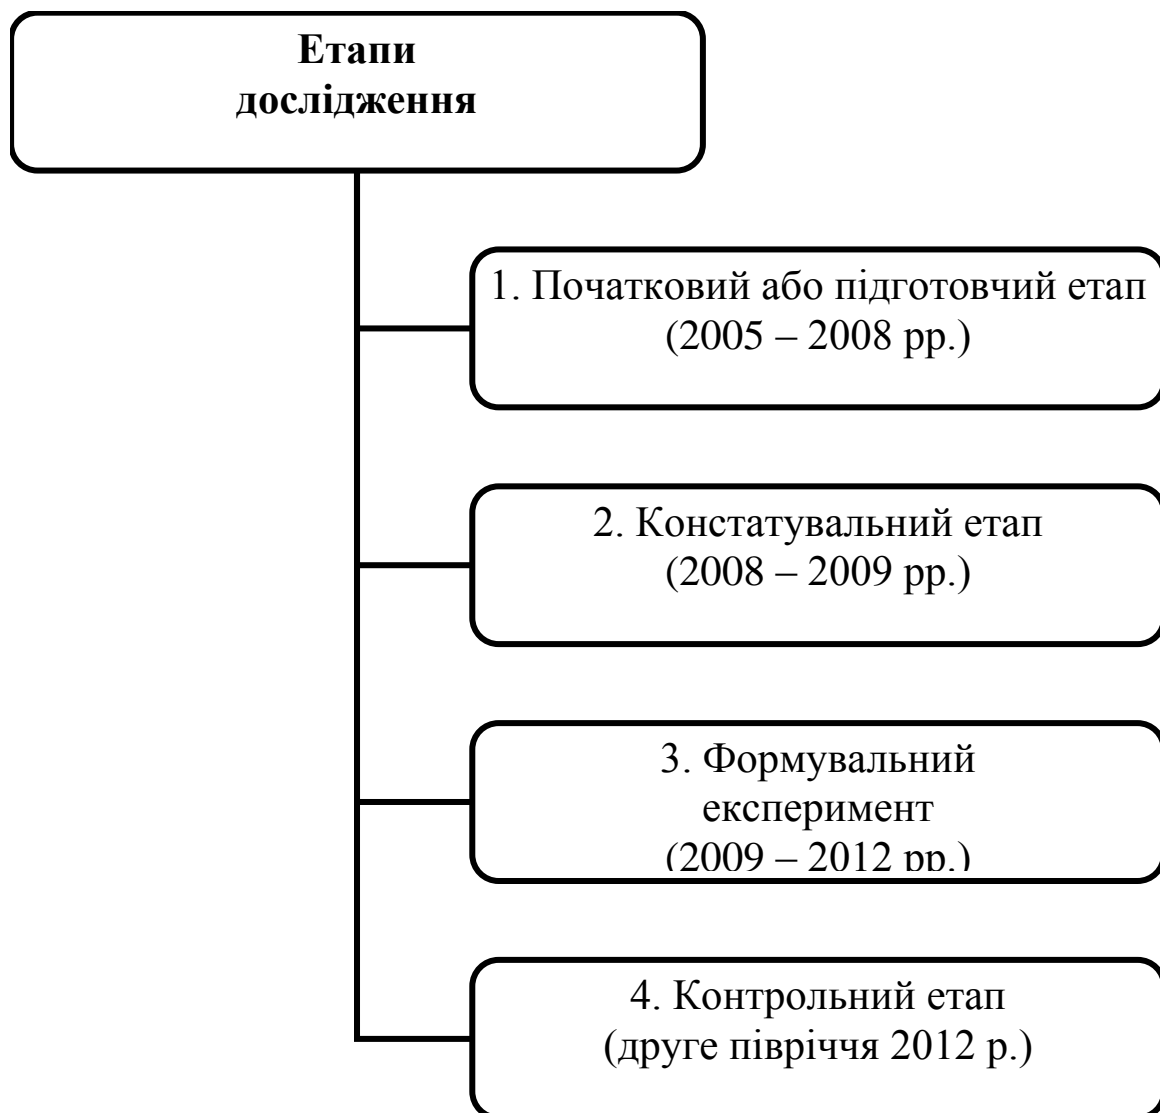 Етапи
дослідження
1. Початковий або підготовчий етап
(2005 – 2008 рр.)
2. Констатувальний етап
(2008 – 2009 рр.)
3. Формувальний
експеримент
(2009 – 2012 рр.)
4. Контрольний етап
(друге півріччя 2012 р.)